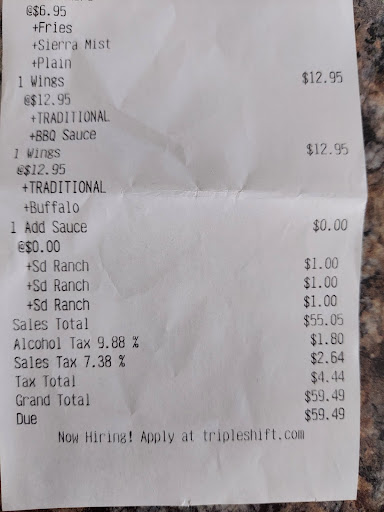 @$6.95
+Fries
+Sierra Mist
+Plain
1 Wings $12.95
@$12.95
+TRADITIONAL
+BBQ Sauce
1 Wings $12.95
@$12.95
+TRADITIONAL
+Buffalo
1 Add Sauce $0.00
@$0.00
+Sd Ranch $1.00
+Sd Ranch $1.00
+Sd Ranch $1.00
Sales Total $55.05
Alcohol Tax 9.88 % $1.80
Sales Tax 7.38 % $2.64
Tax Total $4.44
Grand Total $59.49
Due $59.49
Now Hiring! Apply at tripleshift.com